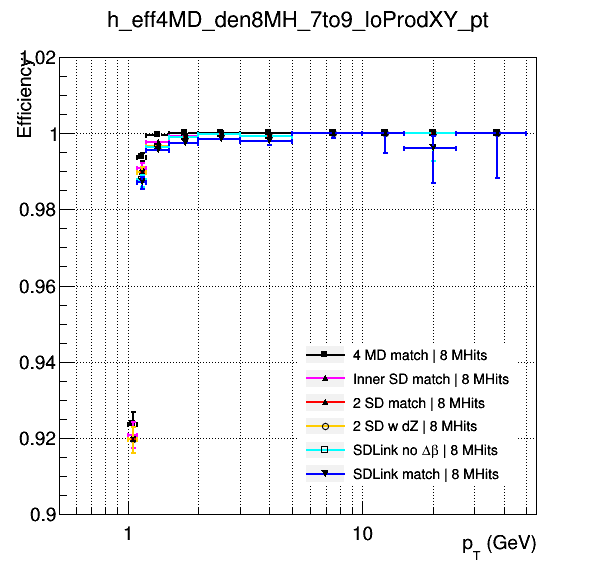 h_eff4MD_den8MH_7to9_loProdXY_pt
Efficiency
1.02
1
0.98
0.96
0.94
0.92
0.9
4 MD match | 8 MHits
Inner SD match | 8 MHits
2 SD match | 8 MHits
2 SD w dZ | 8 MHits
SDLink no Δβ | 8 MHits
SDLink match | 8 MHits
1
10
p_T (GeV)